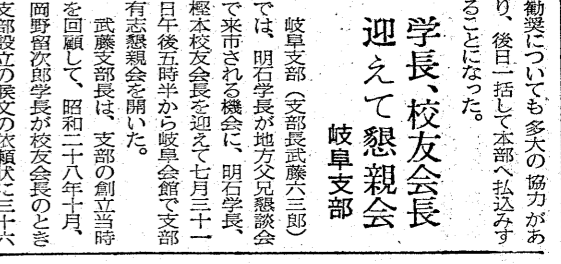 勧奨についても多大の協力があ
り、後日一括して本部へ払込みす
ることになった。
学長、校友会長
迎えて懇親会
岐阜支部
岐阜支部（支部長武藤六三郎）
では、明石学長が地方父兄懇談会
で来市される機会に、明石学長、
樫本校友会長を迎えて七月三十一
日午後五時半から岐阜会館で支部
有志懇親会を開いた。
武藤支部長は、支部の創立当時
を回顧して、昭和二十八年十月、
岡野留次郎学長が校友会長のとき
支部設立の候文の依頼状に三十六